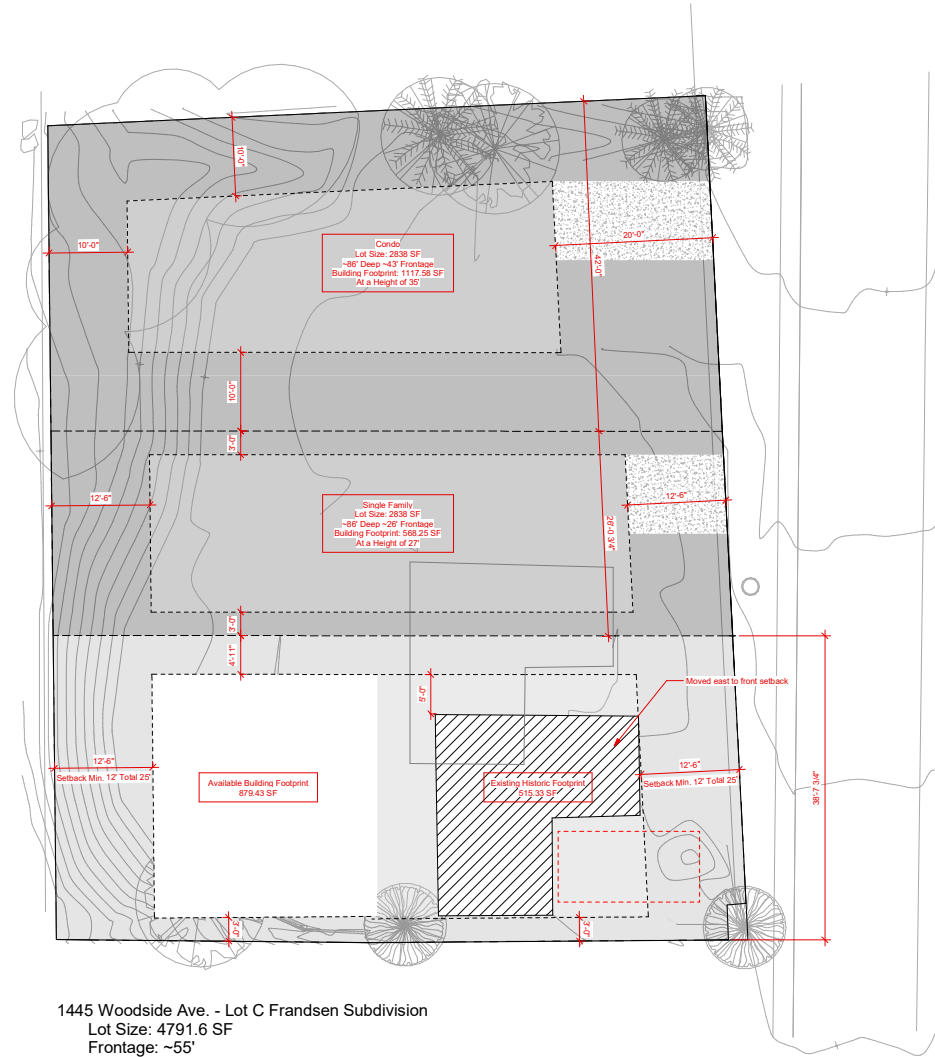 10'-0"
10'-0"
20'-0"
42'-0"
Condo
Lot Size: 2838 SF
~86' Deep ~43' Frontage
Building Footprint: 1117.58 SF
At a Height of 35'
10'-0"
3'-0"
12'-6"
12'-6"
Single Family
Lot Size: 2838 SF
~86' Deep ~26' Frontage
Building Footprint: 568.25 SF
At a Height of 27'
26'-0 3/4"
3'-0"
4'-11"
5'-0"
Moved east to front setback
12'-6"
Setback Min. 12' Total 25'
12'-6"
Setback Min. 12' Total 25'
Available Building Footprint
879.43 SF
Existing Historic Footprint
515.33 SF
38'-7 3/4"
3'-0"
3'-0"
1445 Woodside Ave. - Lot C Frandsen Subdivision
Lot Size: 4791.6 SF
Frontage: ~55'